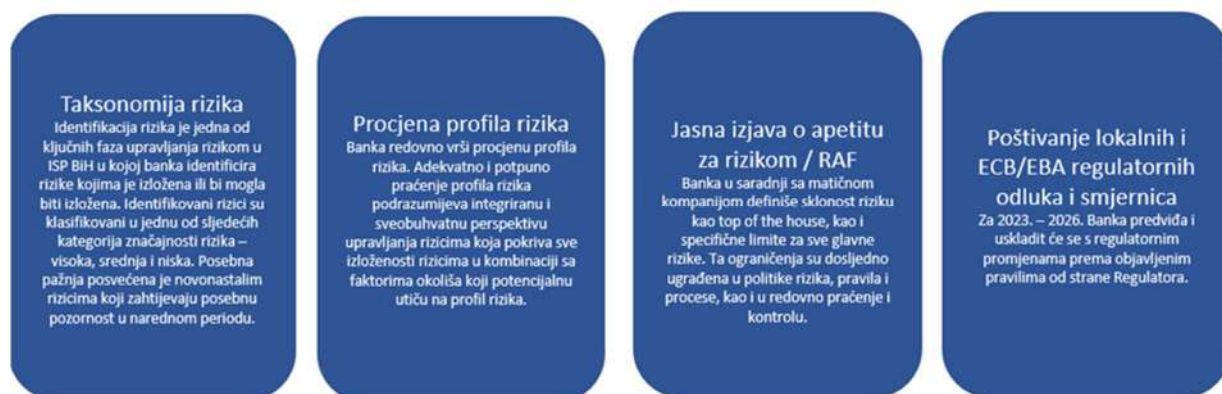 Taksonomija rizika
Identifikacija rizika je jedna od
ključnih faza upravljanja rizikom u
ISP BiH u kojoj banka identificira
rizike kojima je izložena ili bi mogla
biti izložena. Identifikovani rizici su
klasifikovani u jednu od sljedećih
kategorija značajnosti rizika –
visoka, srednja i niska. Posebna
pažnja posvećena je novonastalim
rizicima koji zahtijevaju posebnu
pozornost u narednom periodu.
Procjena profila rizika
Banka redovno vrši procjenu profila
rizika. Adekvatno i potpuno
praćenje profila rizika
podrazumijeva integriranu i
sveobuhvatnu perspektivu
upravljanja rizicima koja pokriva sve
izloženosti rizicima u kombinaciji sa
faktorima okoliša koji potencijalnu
utiču na profil rizika.
Jasna izjava o apetitu
za rizikom / RAF
Banka u saradnji sa matičnom
kompanijom definiše sklonost riziku
kao top of the house, kao i
specifične limite za sve glavne
rizike. Ta ograničenja su dosljedno
ugrađena u politike rizika, pravila i
procese, kao i u redovno praćenje i
kontrolu.
Poštivanje lokalnih i
ECB/EBA regulatornih
odluka i smjernica
Za 2023. – 2026. Banka predviđa i
uskladit će se s regulatornim
promjenama prema objavljenim
pravilima od strane Regulatora.